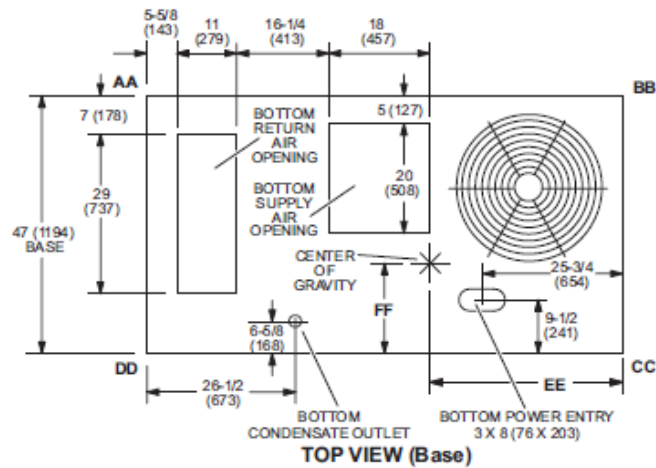 5-5/8
(143)
11
(279)
16-1/4
(413)
18
(457)
AA
BB
7 (178)
BOTTOM
RETURN
AIR
OPENING
5 (127)
29
(737)
20
(508)
BOTTOM
SUPPLY
AIR
OPENING
47 (1194)
BASE
CENTER
OF
GRAVITY
25-3/4
(654)
FF
6-5/8
(168)
9-1/2
(241)
DD
CC
26-1/2
(673)
EE
BOTTOM
CONDENSATE OUTLET
BOTTOM POWER ENTRY
3 X 8 (76 X 203)
TOP VIEW (Base)